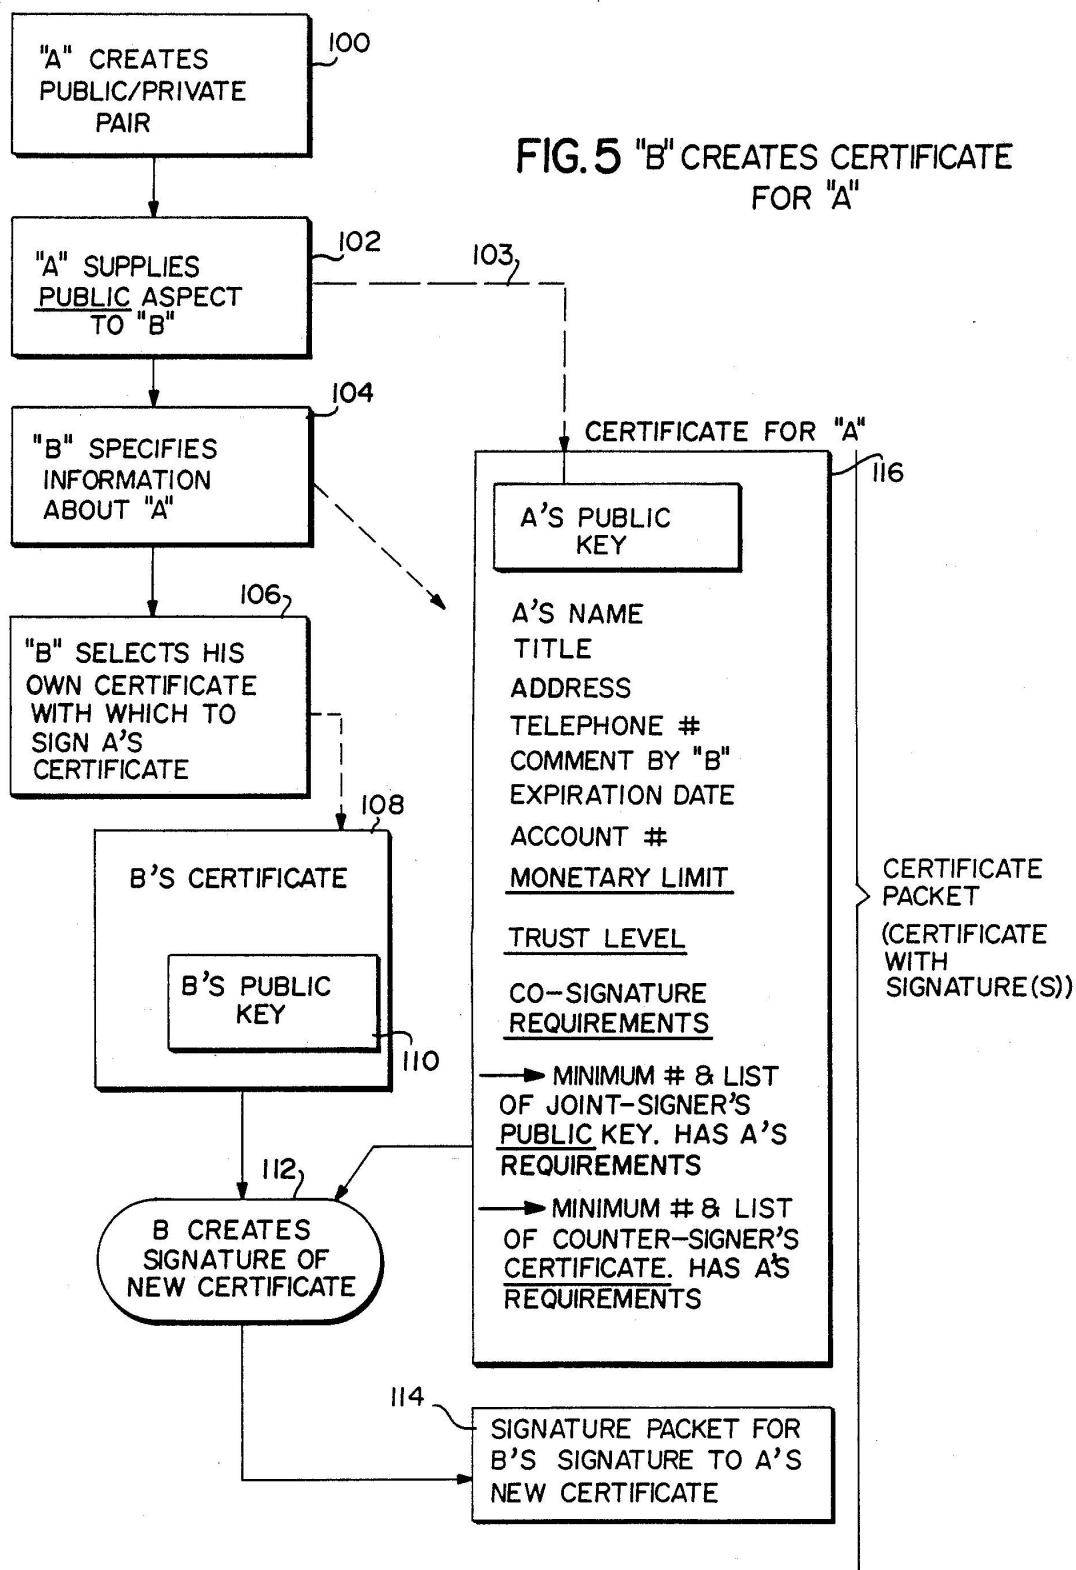 "A" CREATES
PUBLIC/PRIVATE
PAIR
100
FIG. 5 "B" CREATES CERTIFICATE
FOR "A"
"A" SUPPLIES
PUBLIC ASPECT
TO "B"
102
103
"B" SPECIFIES
INFORMATION
ABOUT "A"
104
"B" SELECTS HIS
OWN CERTIFICATE
WITH WHICH TO
SIGN A'S
CERTIFICATE
106
B'S CERTIFICATE
108
B'S PUBLIC
KEY
110
B CREATES
SIGNATURE OF
NEW CERTIFICATE
112
CERTIFICATE FOR "A"
116
A'S PUBLIC
KEY
A'S NAME
TITLE
ADDRESS
TELEPHONE #
COMMENT BY "B"
EXPIRATION DATE
ACCOUNT #
MONETARY LIMIT
TRUST LEVEL
CO-SIGNATURE
REQUIREMENTS
MINIMUM # & LIST
OF JOINT-SIGNER'S
PUBLIC KEY. HAS A'S
REQUIREMENTS
MINIMUM # & LIST
OF COUNTER-SIGNER'S
CERTIFICATE. HAS A'S
REQUIREMENTS
114
SIGNATURE PACKET FOR
B'S SIGNATURE TO A'S
NEW CERTIFICATE
CERTIFICATE
PACKET
(CERTIFICATE
WITH
SIGNATURE(S))